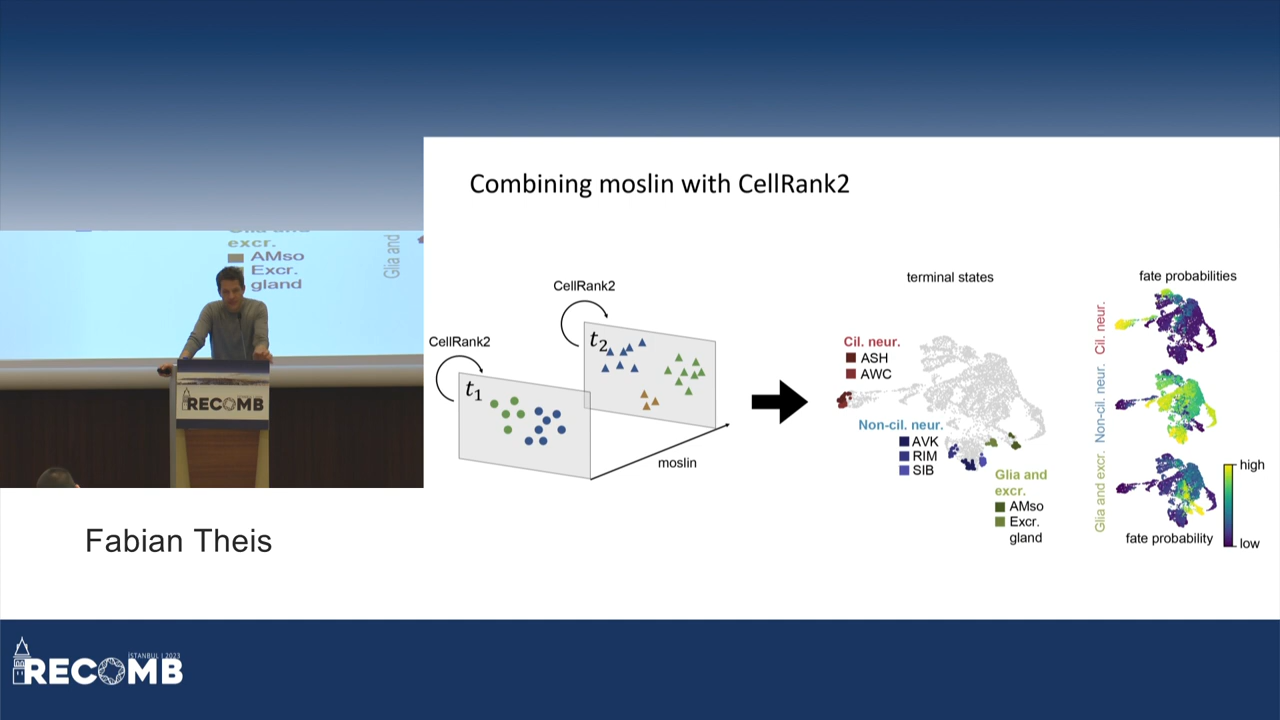 Combining moslin with CellRank2
CellRank2
t1
CellRank2
t2
moslin
terminal states
Cil. neur.
ASH
AWC
Non-cil. neur.
AVK
RIM
SIB
Glia and
excr.
AMso
Excr.
gland
fate probabilities
Cil. neur.
Non-cil. neur.
Glia and excr.
high
low
fate probability
excr.
AMso
Excr.
gland
Glia and
RECOMB
Fabian Theis
İSTANBUL | 2023
RECOMB